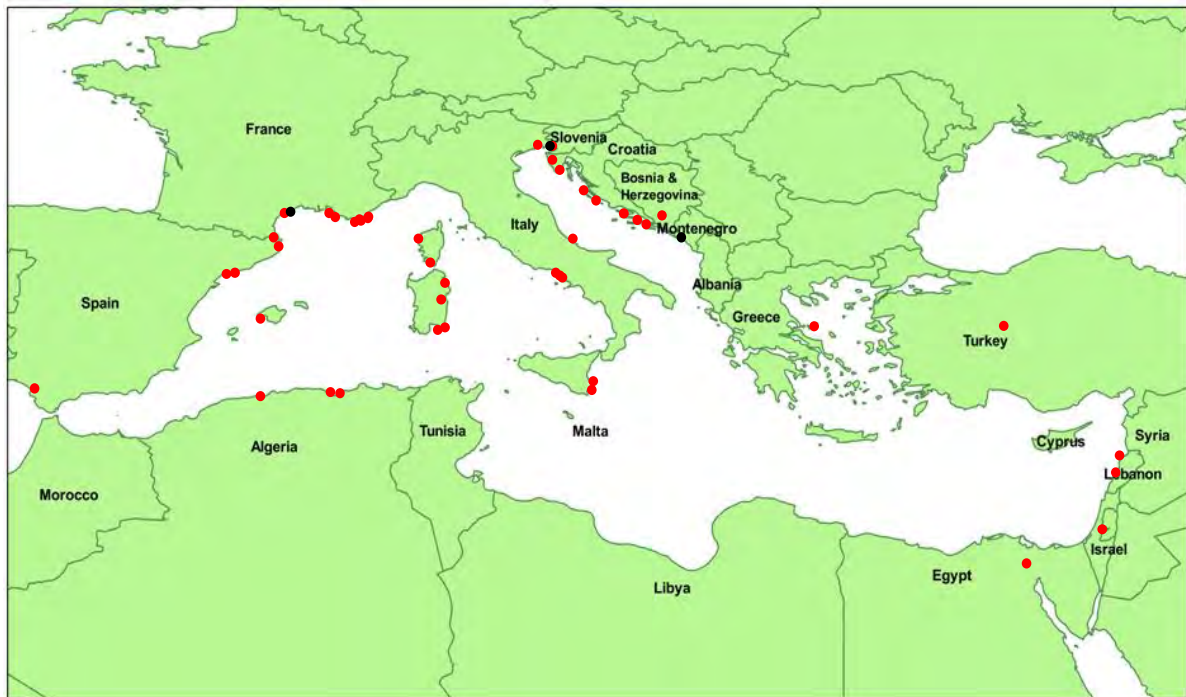 France
Slovenia
Croatia
Bosnia &
Herzegovina
Italy
Montenegro
Albania
Spain
Greece
Turkey
Malta
Tunisia
Algeria
Cyprus
Syria
Lebanon
Morocco
Israel
Egypt
Libya